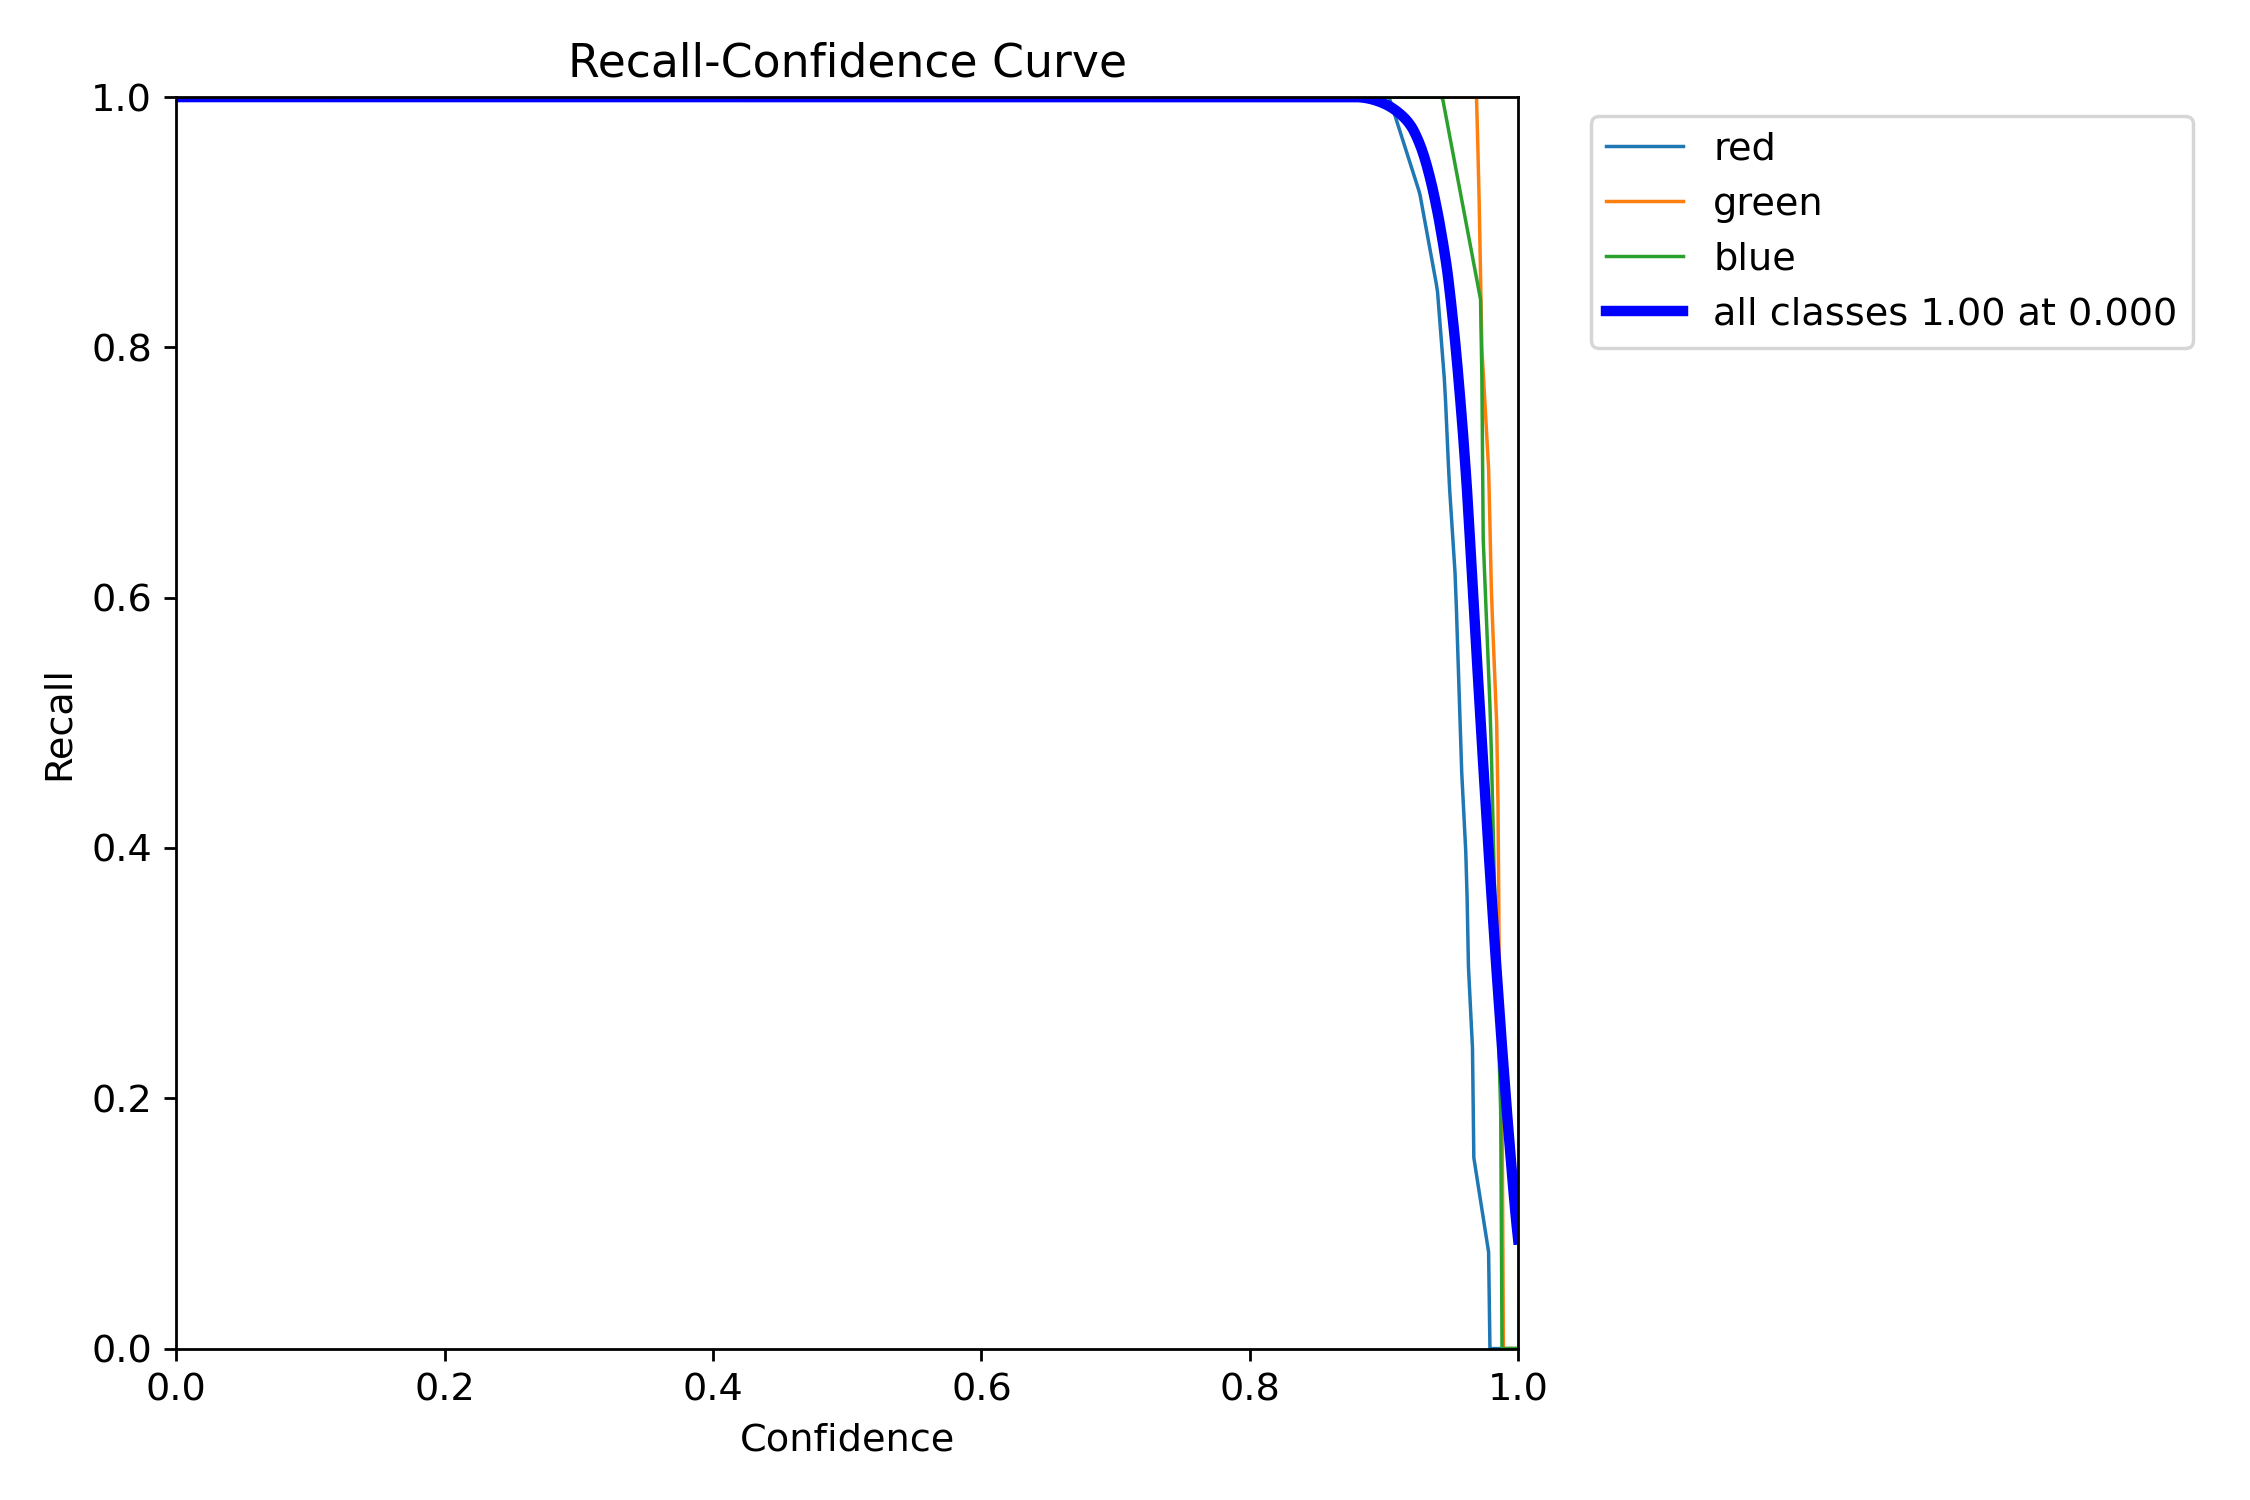 Recall-Confidence Curve
1.0
0.8
0.6
0.4
0.2
0.0
Recall
0.0 0.2 0.4 0.6 0.8 1.0
Confidence
red
green
blue
all classes 1.00 at 0.000